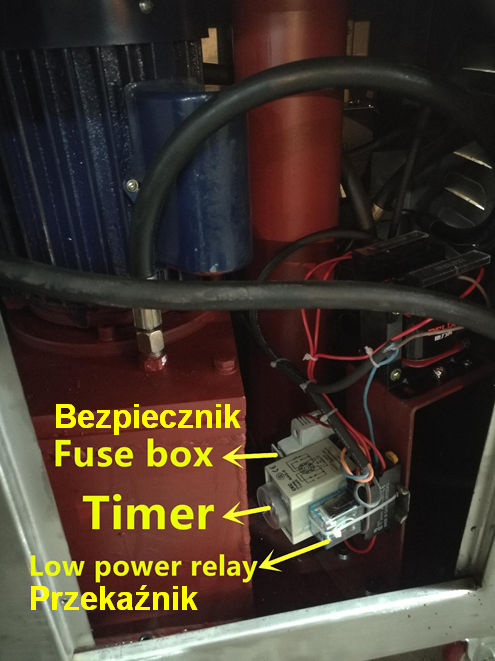 Bezpiecznik
Fuse box
Timer
Low power relay
Przekaźnik